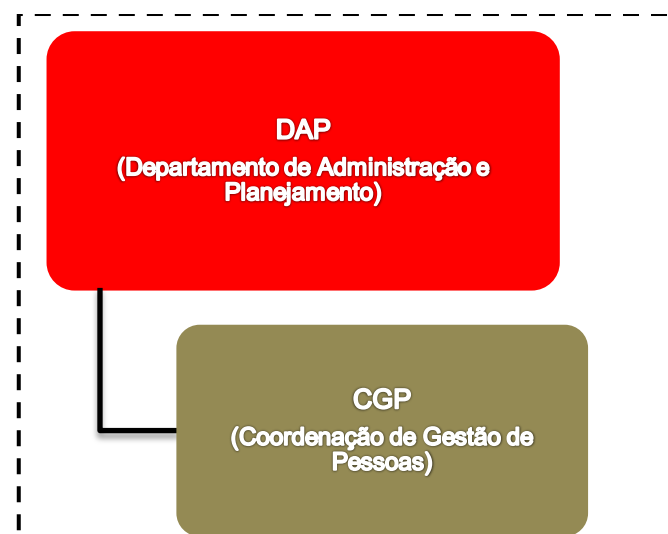 DAP
(Departamento de Administração e
Planejamento)
CGP
(Coordenação de Gestão de
Pessoas)